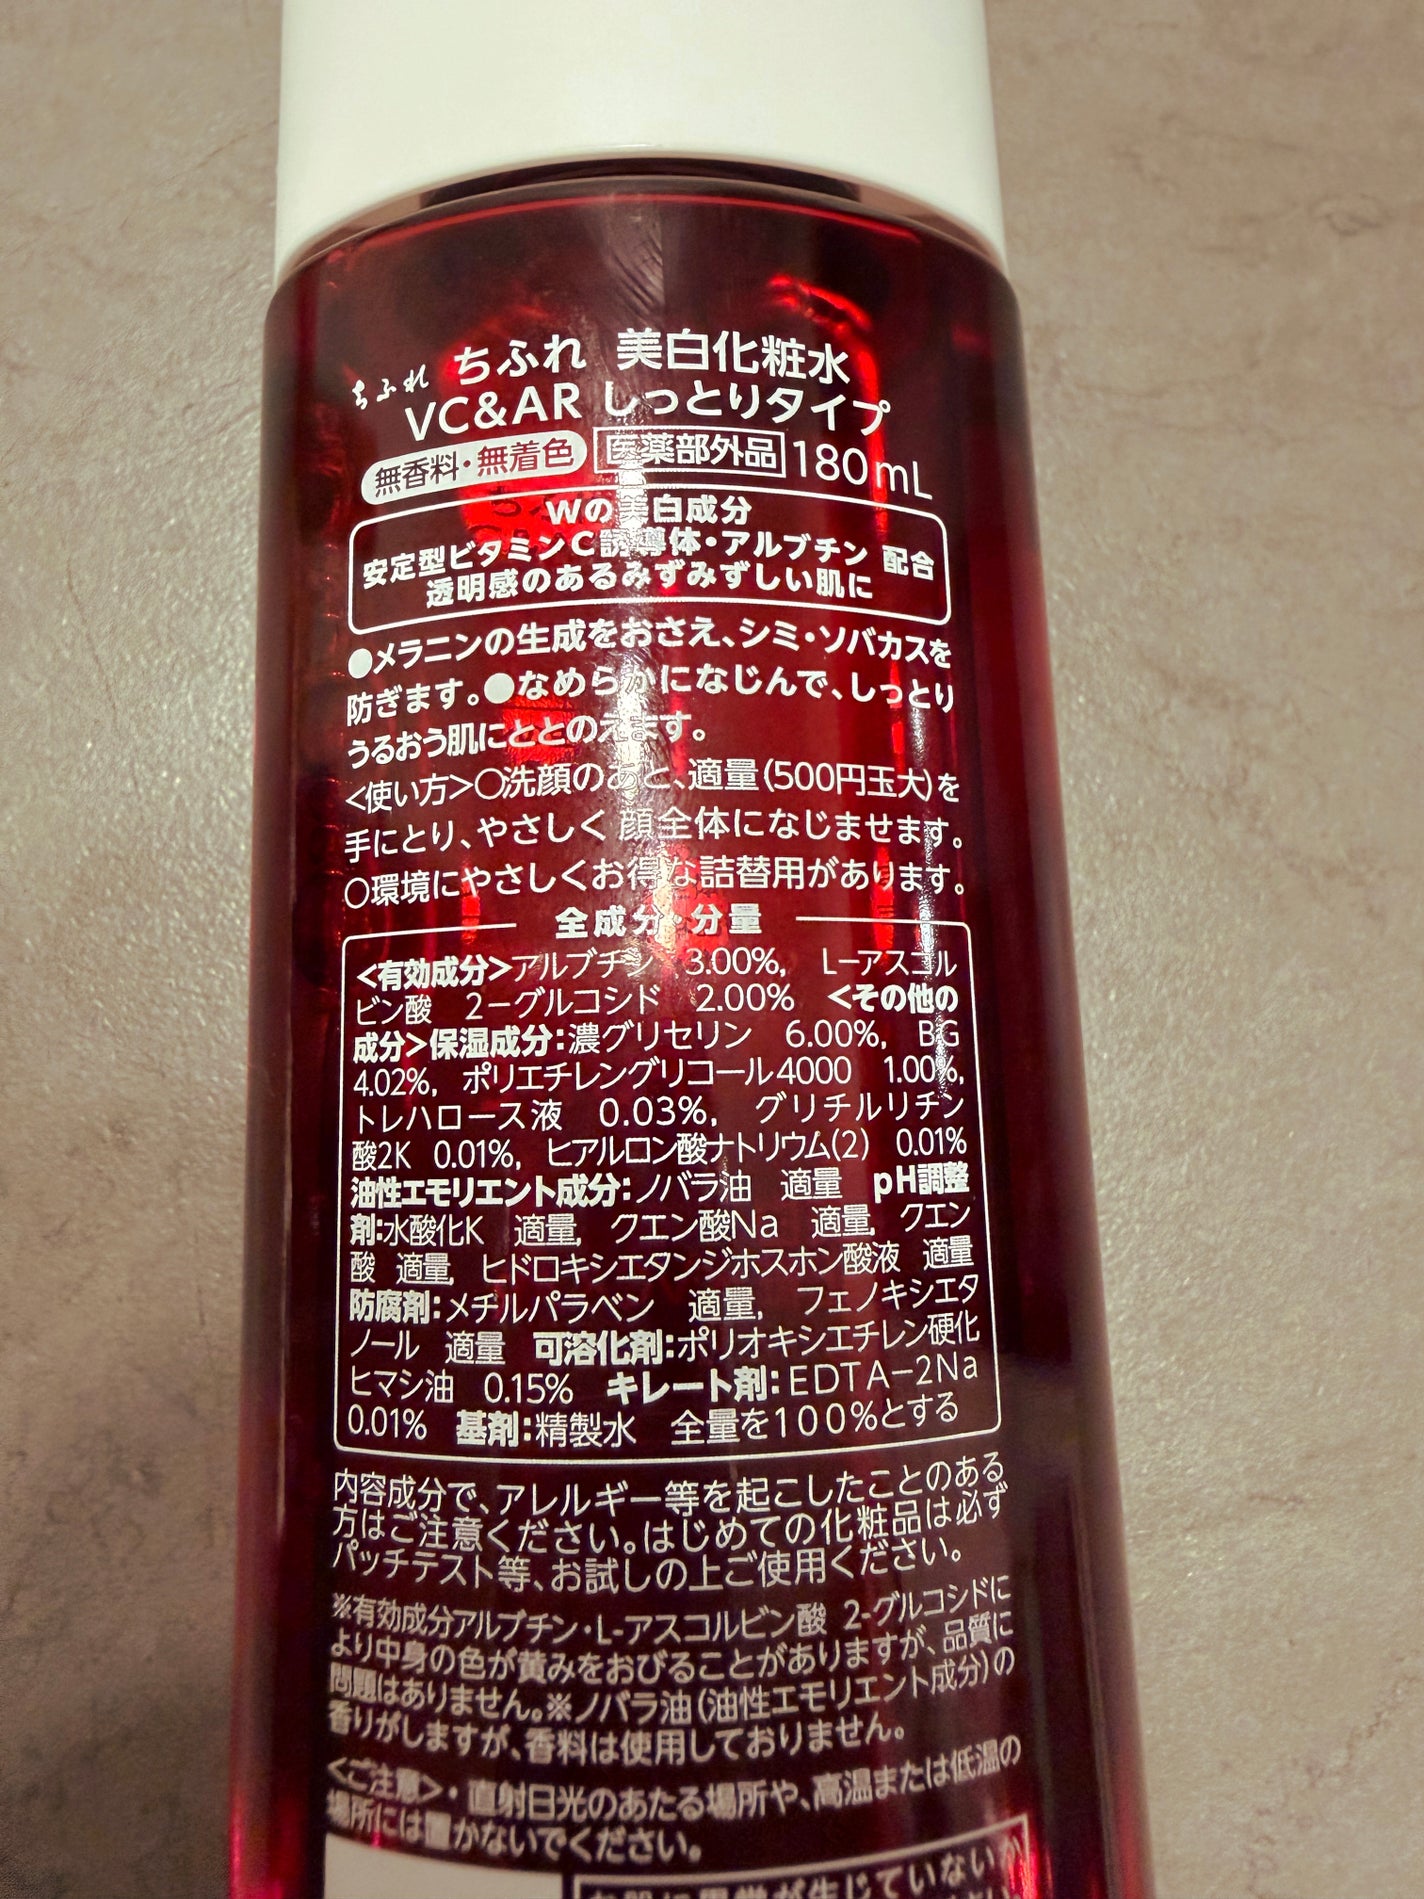 ちふれ ちふれ 美白化粧水
VC&AR しっとりタイプ
無香料・無着色 医薬部外品 180mL
Wの美白成分
安定型ビタミンC誘導体・アルブチン 配合
透明感のあるみずみずしい肌に
●メラニンの生成をおさえ、シミ・ソバカスを
防ぎます。●なめらかになじんで、しっとり
うるおう肌にととのえます。
<使い方>○洗顔のあと、適量(500円玉大)を
手にとり、やさしく顔全体になじませます。
○環境にやさしくお得な詰替用があります。
全成分・分量
<有効成分>アルブチン 3.00%, L-アスコル
ビン酸 2-グルコシド 2.00% <その他の
成分>保湿成分:濃グリセリン 6.00%, BG
4.02%, ポリエチレングリコール4000 1.00%,
トレハロース液 0.03%, グリチルリチン
酸2K 0.01%, ヒアルロン酸ナトリウム(2) 0.01%
油性エモリエント成分:ノバラ油 適量 pH調整
剤:水酸化K 適量, クエン酸Na 適量, クエン
酸 適量, ヒドロキシエタンジホスホン酸液 適量
防腐剤:メチルパラベン 適量, フェノキシエタ
ノール 適量 可溶化剤:ポリオキシエチレン硬化
ヒマシ油 0.15% キレート剤:EDTA-2Na
0.01% 基剤:精製水 全量を100%とする
内容成分で、アレルギー等を起こしたことのある
方はご注意ください。はじめての化粧品は必ず
パッチテスト等、お試しの上ご使用ください。
※有効成分アルブチン・L-アスコルビン酸 2-グルコシドに
より中身の色が黄みをおびることがありますが、品質に
問題はありません。※ノバラ油(油性エモリエント成分)の
香りがしますが、香料は使用しておりません。
<ご注意>・直射日光のあたる場所や、高温または低温の
場所には置かないでください。